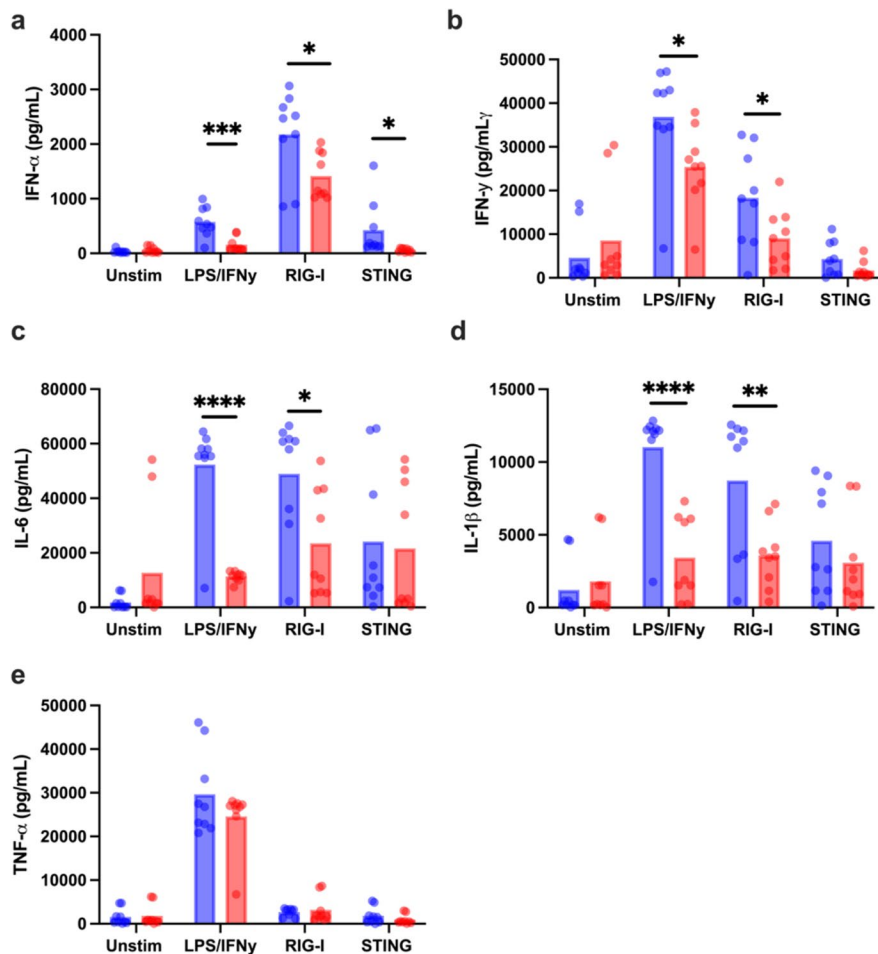 a
IFN-α (pg/mL)
4000
3000
2000
1000
0
***
*
*
Unstim LPS/IFNy RIG-I STING
b
IFN-y (pg/mLγ
50000
40000
30000
20000
10000
0
*
*
Unstim LPS/IFNy RIG-I STING
c
IL-6 (pg/mL)
80000
60000
40000
20000
0
****
*
Unstim LPS/IFNy RIG-I STING
d
IL-1β (pg/mL)
15000
10000
5000
0
****
**
Unstim LPS/IFNy RIG-I STING
e
TNF-α (pg/mL)
50000
40000
30000
20000
10000
0
Unstim LPS/IFNy RIG-I STING